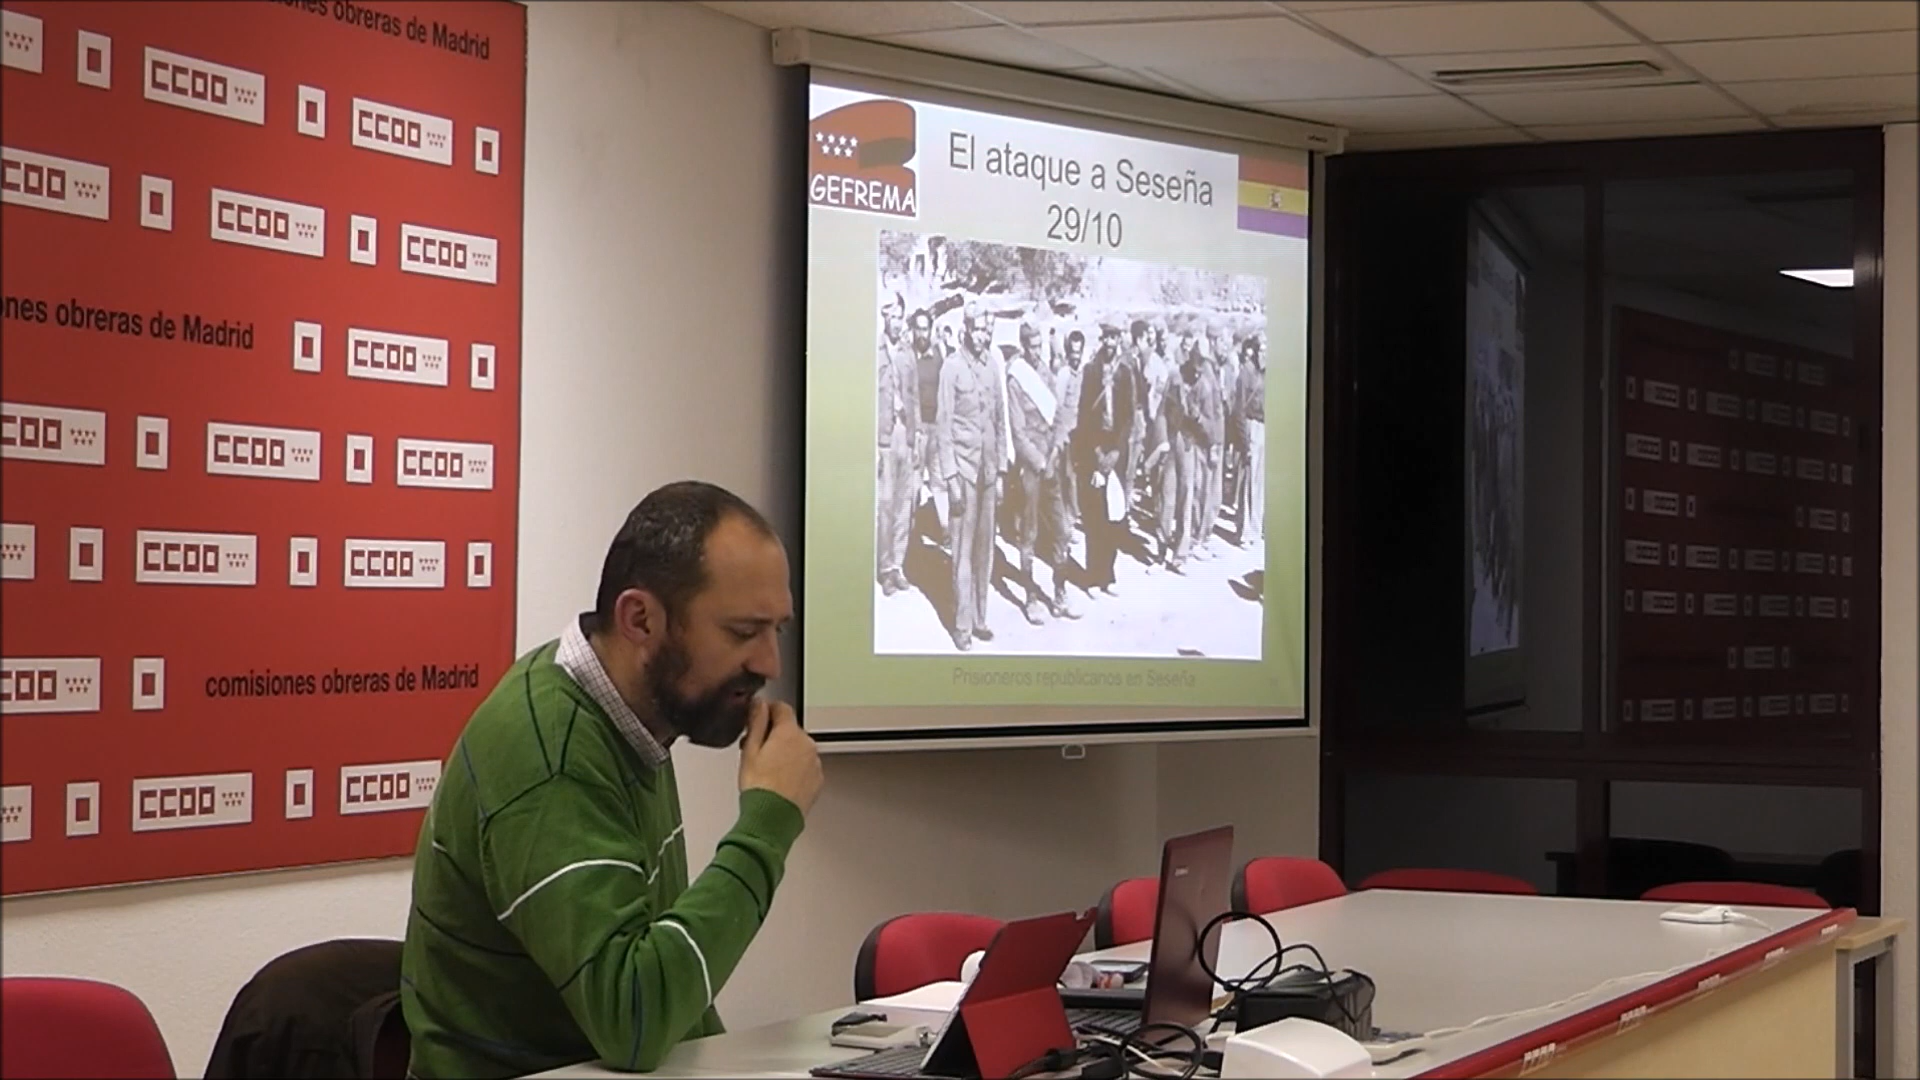 comisiones obreras de Madrid
CCOO
CCOO
CCOO
CCOO
CCOO
ones obreras de Madrid
CCOO
CCOO
CCOO
CCOO
CCOO
CCOO
CCOO
comisiones obreras de Madrid
CCOO
CCOO
GEFREMA
El ataque a Seseña
29/10
Prisioneros republicanos en Seseña